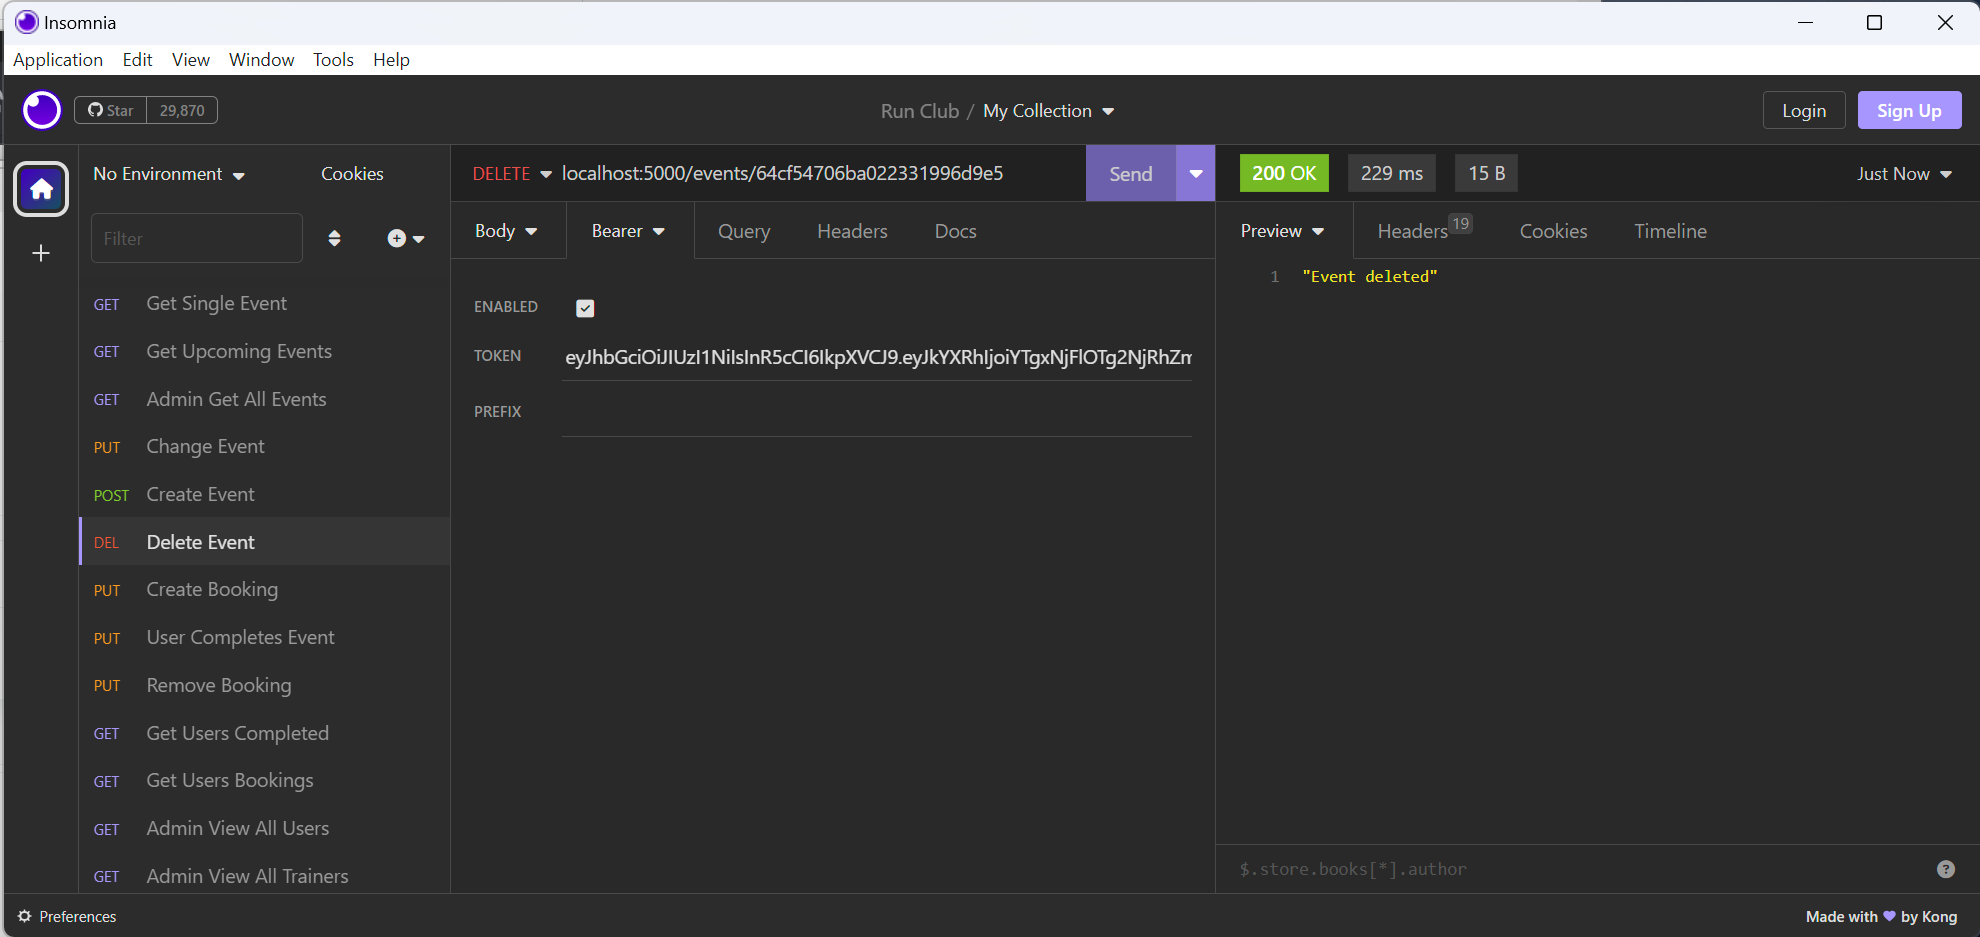 Insomnia
Application Edit View Window Tools Help
Star 29,870
Run Club / My Collection
Login Sign Up
No Environment Cookies
Filter
GET Get Single Event
GET Get Upcoming Events
GET Admin Get All Events
PUT Change Event
POST Create Event
DEL Delete Event
PUT Create Booking
PUT User Completes Event
PUT Remove Booking
GET Get Users Completed
GET Get Users Bookings
GET Admin View All Users
GET Admin View All Trainers
DELETE localhost:5000/events/64cf54706ba022331996d9e5 Send
Body Bearer Query Headers Docs
ENABLED
TOKEN eyJhbGciOiJIUzI1NiIsInR5cCI6IkpXVCJ9.eyJkYXRhIjoiYTgxNjFlOTg2NjRhZm
PREFIX
200 OK 229 ms 15 B Just Now
Preview Headers 19 Cookies Timeline
1 "Event deleted"
$.store.books[*].author
?
Preferences
Made with by Kong